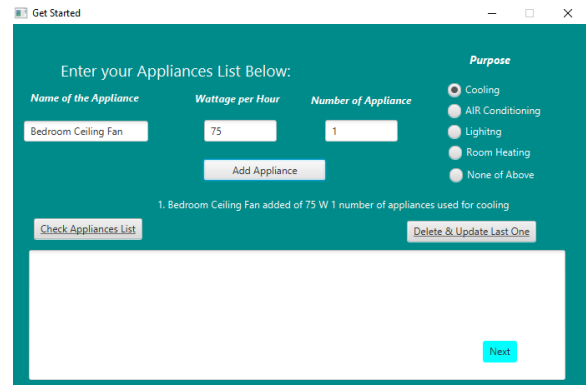 Get Started
Purpose
Enter your Appliances List Below:
Name of the Appliance
Wattage per Hour
Number of Appliance
Cooling
AIR Conditioning
Bedroom Ceiling Fan
75
1
Lighitng
Room Heating
Add Appliance
None of Above
1. Bedroom Ceiling Fan added of 75 W 1 number of appliances used for cooling
Check Appliances List
Delete & Update Last One
Next